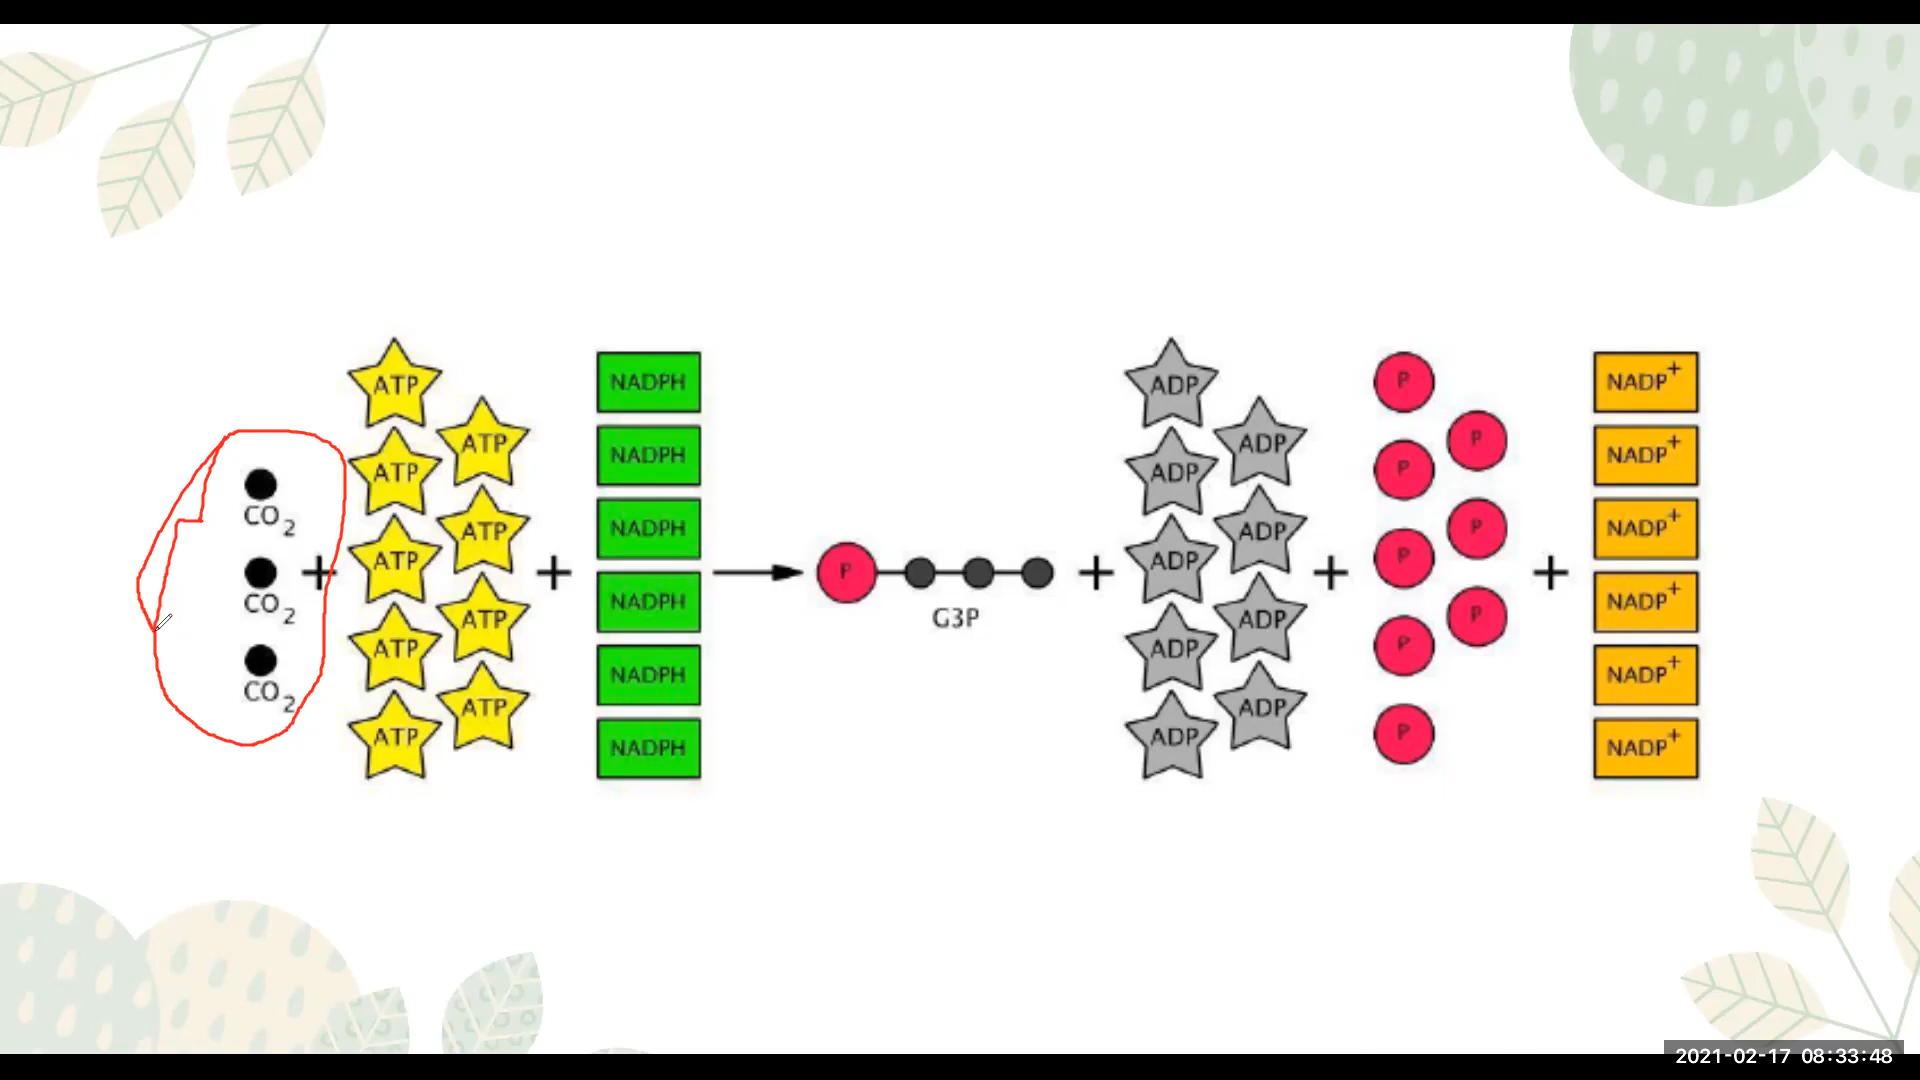 CO2
CO2
CO2
+
ATP
ATP
ATP
ATP
ATP
ATP
ATP
ATP
ATP
+
NADPH
NADPH
NADPH
NADPH
NADPH
NADPH
P
G3P
+
ADP
ADP
ADP
ADP
ADP
ADP
ADP
ADP
ADP
+
P
P
P
P
P
P
P
P
+
NADP+
NADP+
NADP+
NADP+
NADP+
NADP+
2021-02-17 08:33:48